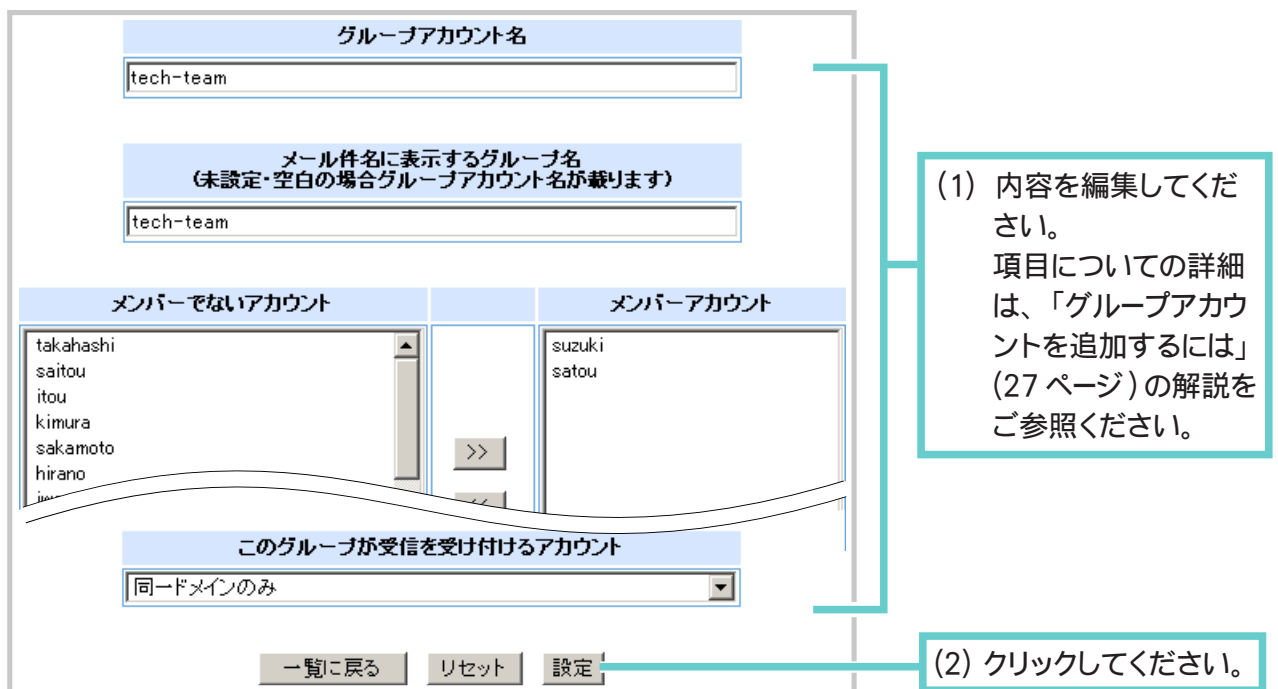 グループアカウント名
tech-team
メール件名に表示するグループ名
(未設定・空白の場合グループアカウント名が載ります)
tech-team
メンバーでないアカウント
メンバーアカウント
takahashi
saitou
itou
kimura
sakamoto
hirano
suzuki
satou
>>
このグループが受信を受け付けるアカウント
同一ドメインのみ
一覧に戻る
リセット
設定
(1) 内容を編集してくだ
さい。
項目についての詳細
は、「グループアカウ
ントを追加するには」
(27 ページ) の解説を
ご参照ください。
(2) クリックしてください。